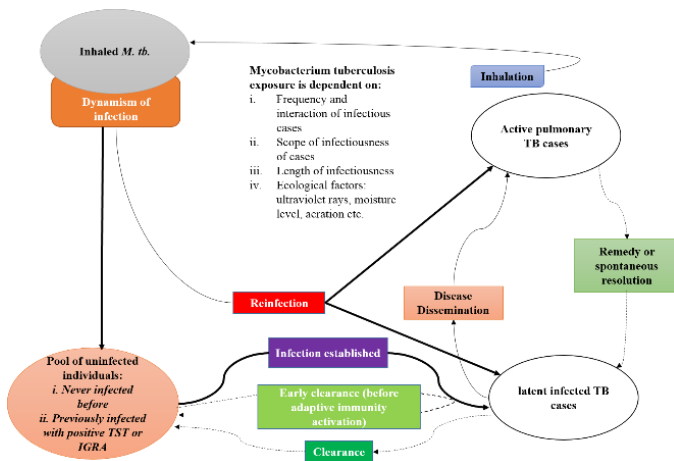 Inhaled M. tb.
Dynamism of
infection
Mycobacterium tuberculosis
exposure is dependent on:
i. Frequency and
interaction of infectious
cases
ii. Scope of infectiousness
of cases
iii. Length of infectiousness
iv. Ecological factors:
ultraviolet rays, moisture
level, aeration etc.
Inhalation
Active pulmonary
TB cases
Remedy or
spontaneous
resolution
Reinfection
Disease
Dissemination
Pool of uninfected
individuals:
i. Never infected
before
ii. Previously infected
with positive TST or
IGRA
Infection established
Early clearance (before
adaptive immunity
activation)
Clearance
latent infected TB
cases